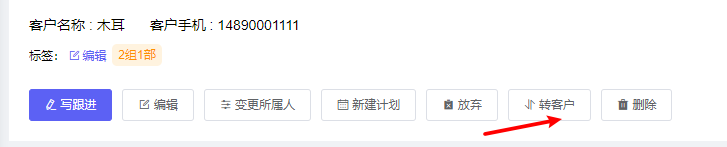 客户名称 : 木耳 客户手机 : 14890001111
标签： 编辑 2组1部
写跟进 编辑 变更所属人 新建计划 放弃 转客户 删除